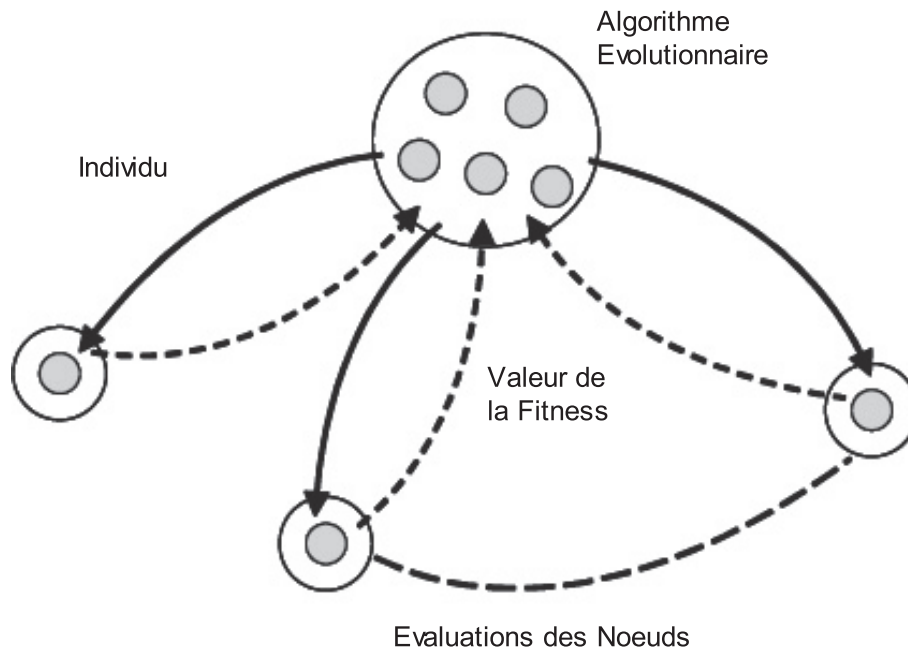 Algorithme
Evolutionnaire
Individu
Valeur de
la Fitness
Evaluations des Noeuds